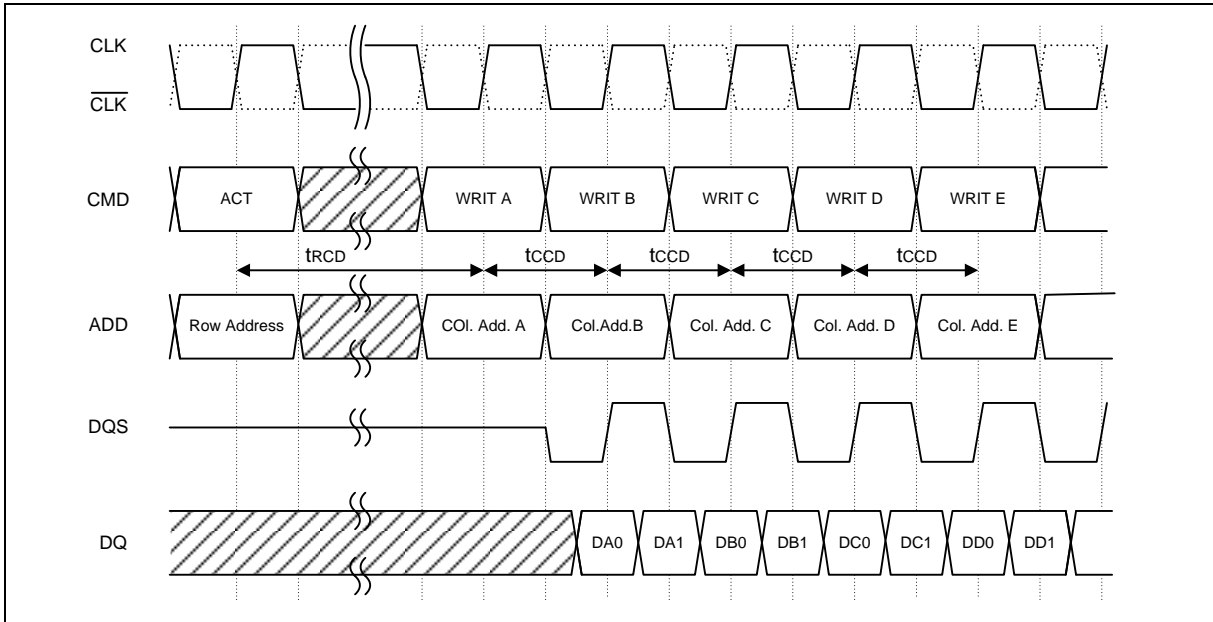 CLK
CLK
CMD ACT WRIT A WRIT B WRIT C WRIT D WRIT E
tRCD tCCD tCCD tCCD tCCD
ADD Row Address COl. Add. A Col.Add.B Col. Add. C Col. Add. D Col. Add. E
DQS
DQ DA0 DA1 DB0 DB1 DC0 DC1 DD0 DD1